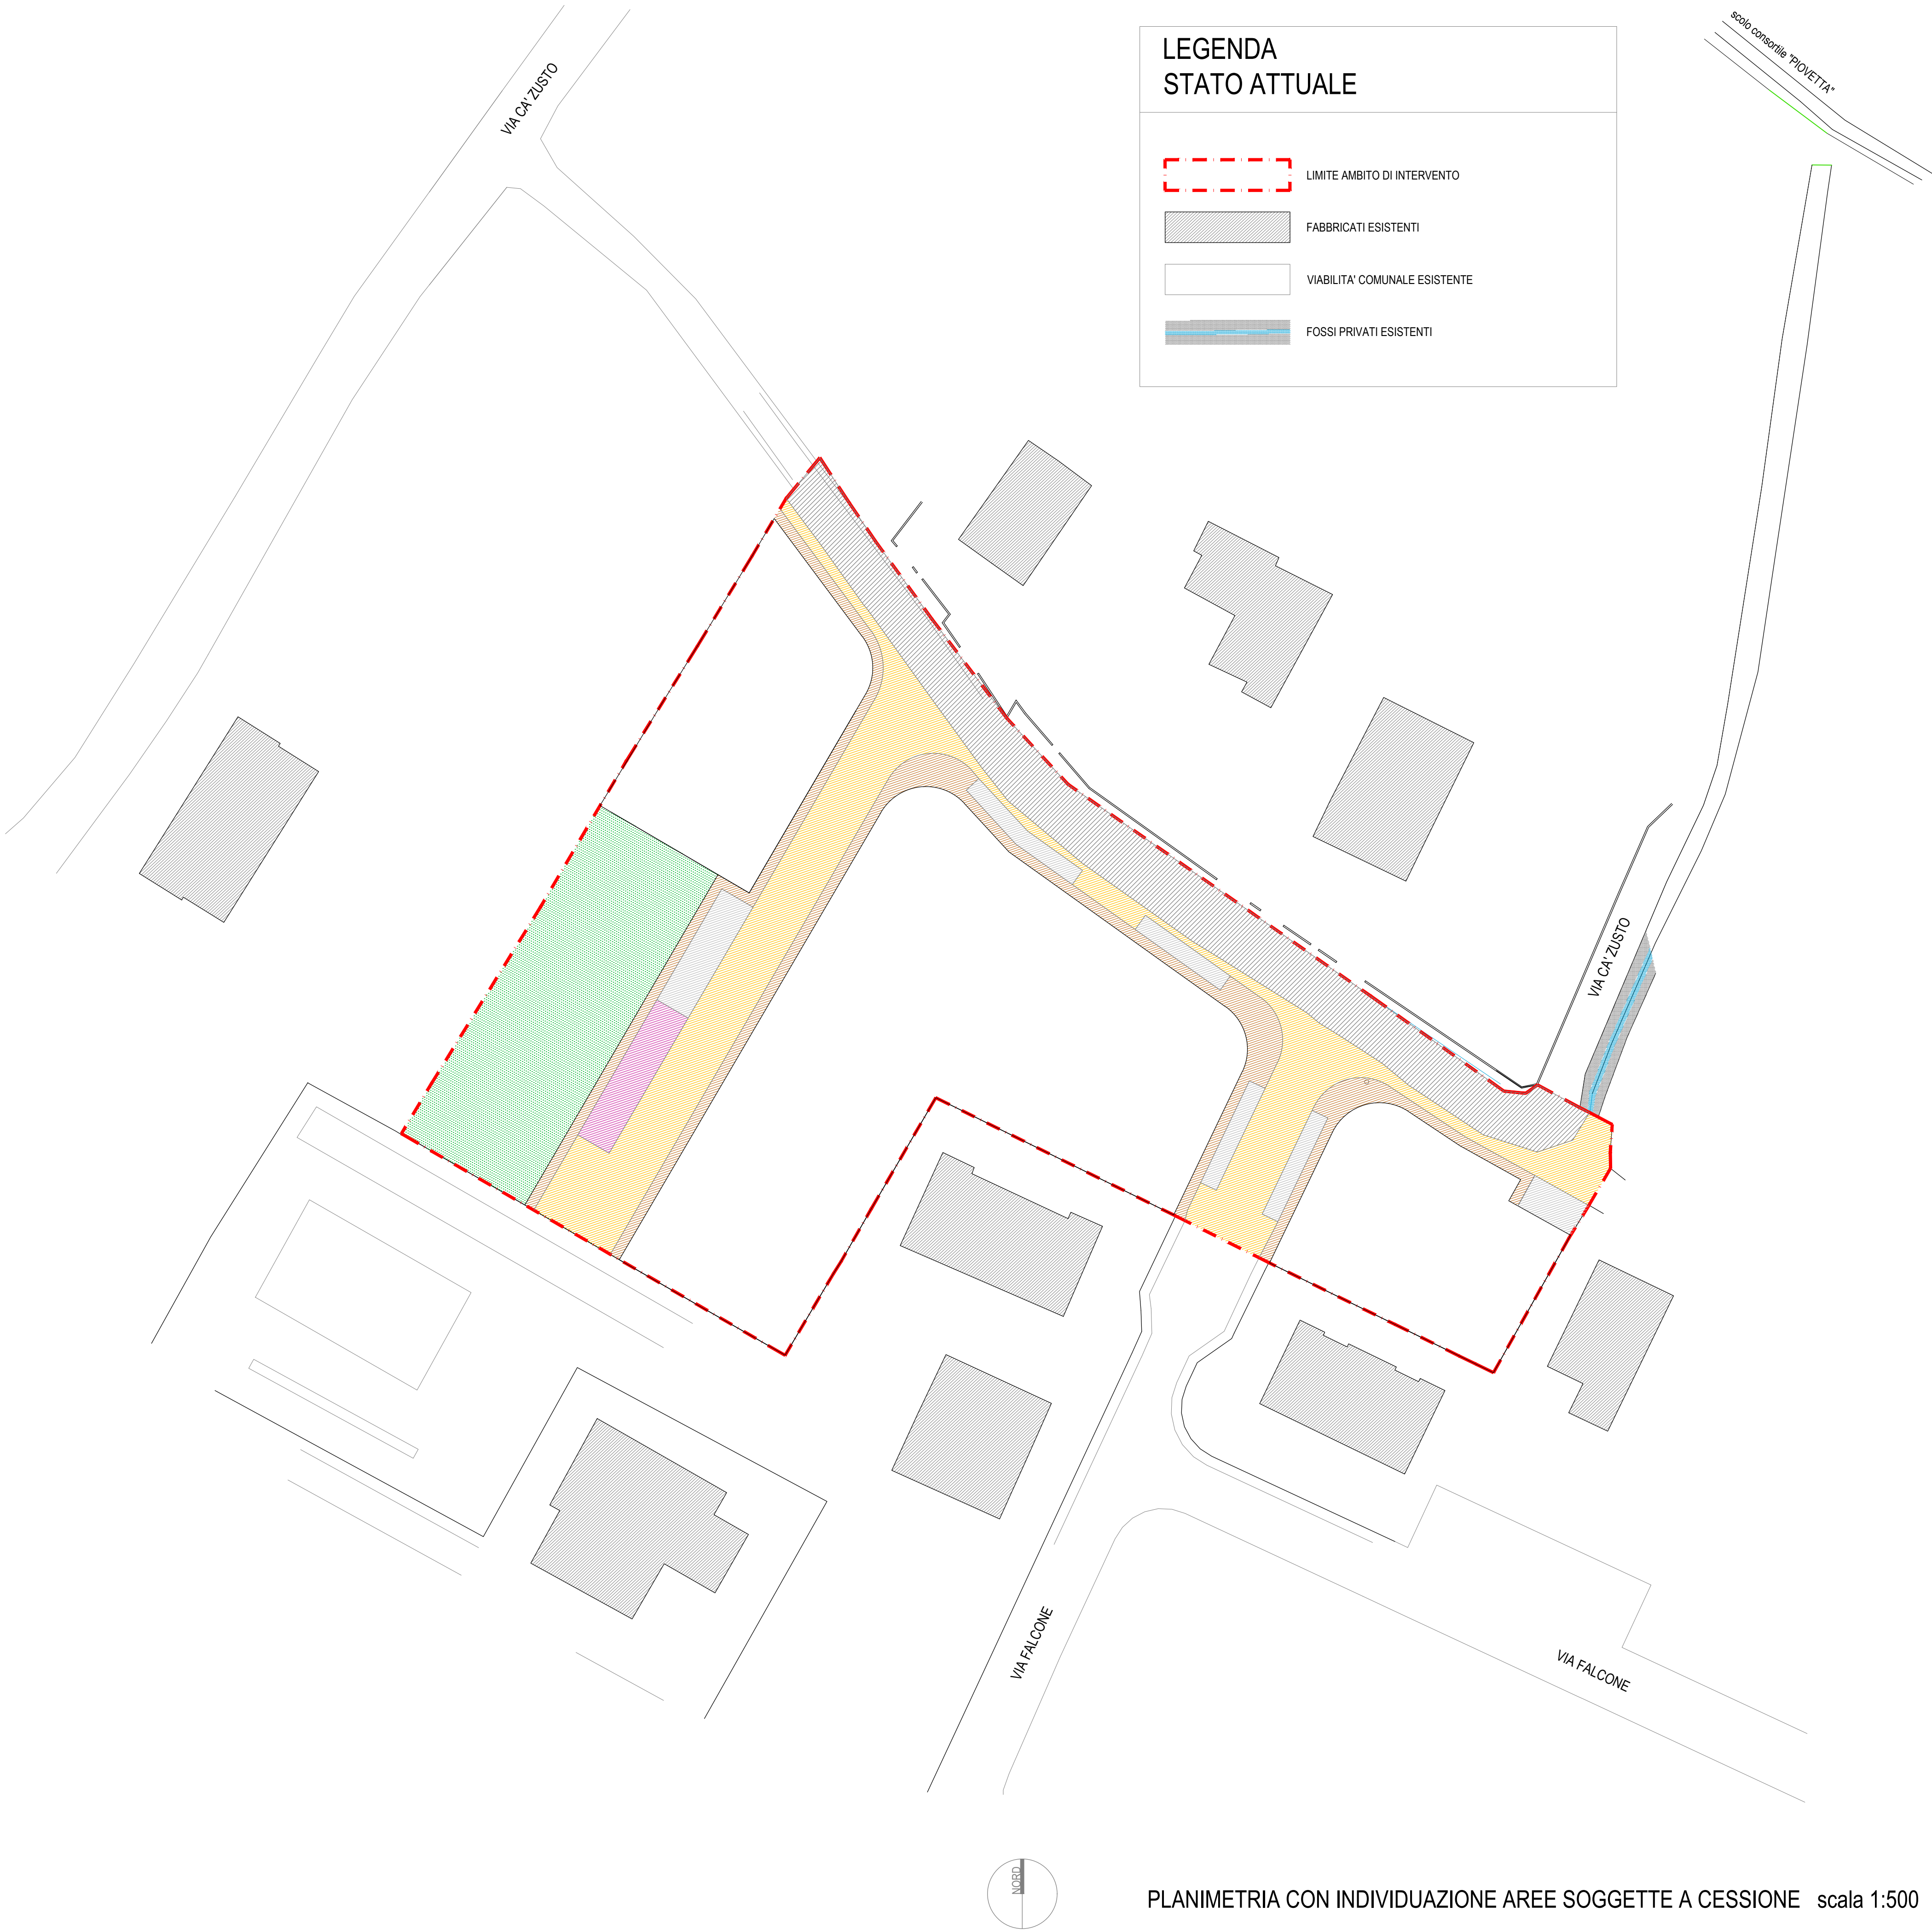 LEGENDA
STATO ATTUALE
LIMITE AMBITO DI INTERVENTO
FABBRICATI ESISTENTI
VIABILITA' COMUNALE ESISTENTE
FOSSI PRIVATI ESISTENTI
scolo consortile "PIOVETTA"
VIA CA' ZUSTO
VIA CA' ZUSTO
VIA FALCONE
VIA FALCONE
NORD
PLANIMETRIA CON INDIVIDUAZIONE AREE SOGGETTE A CESSIONE scala 1:500